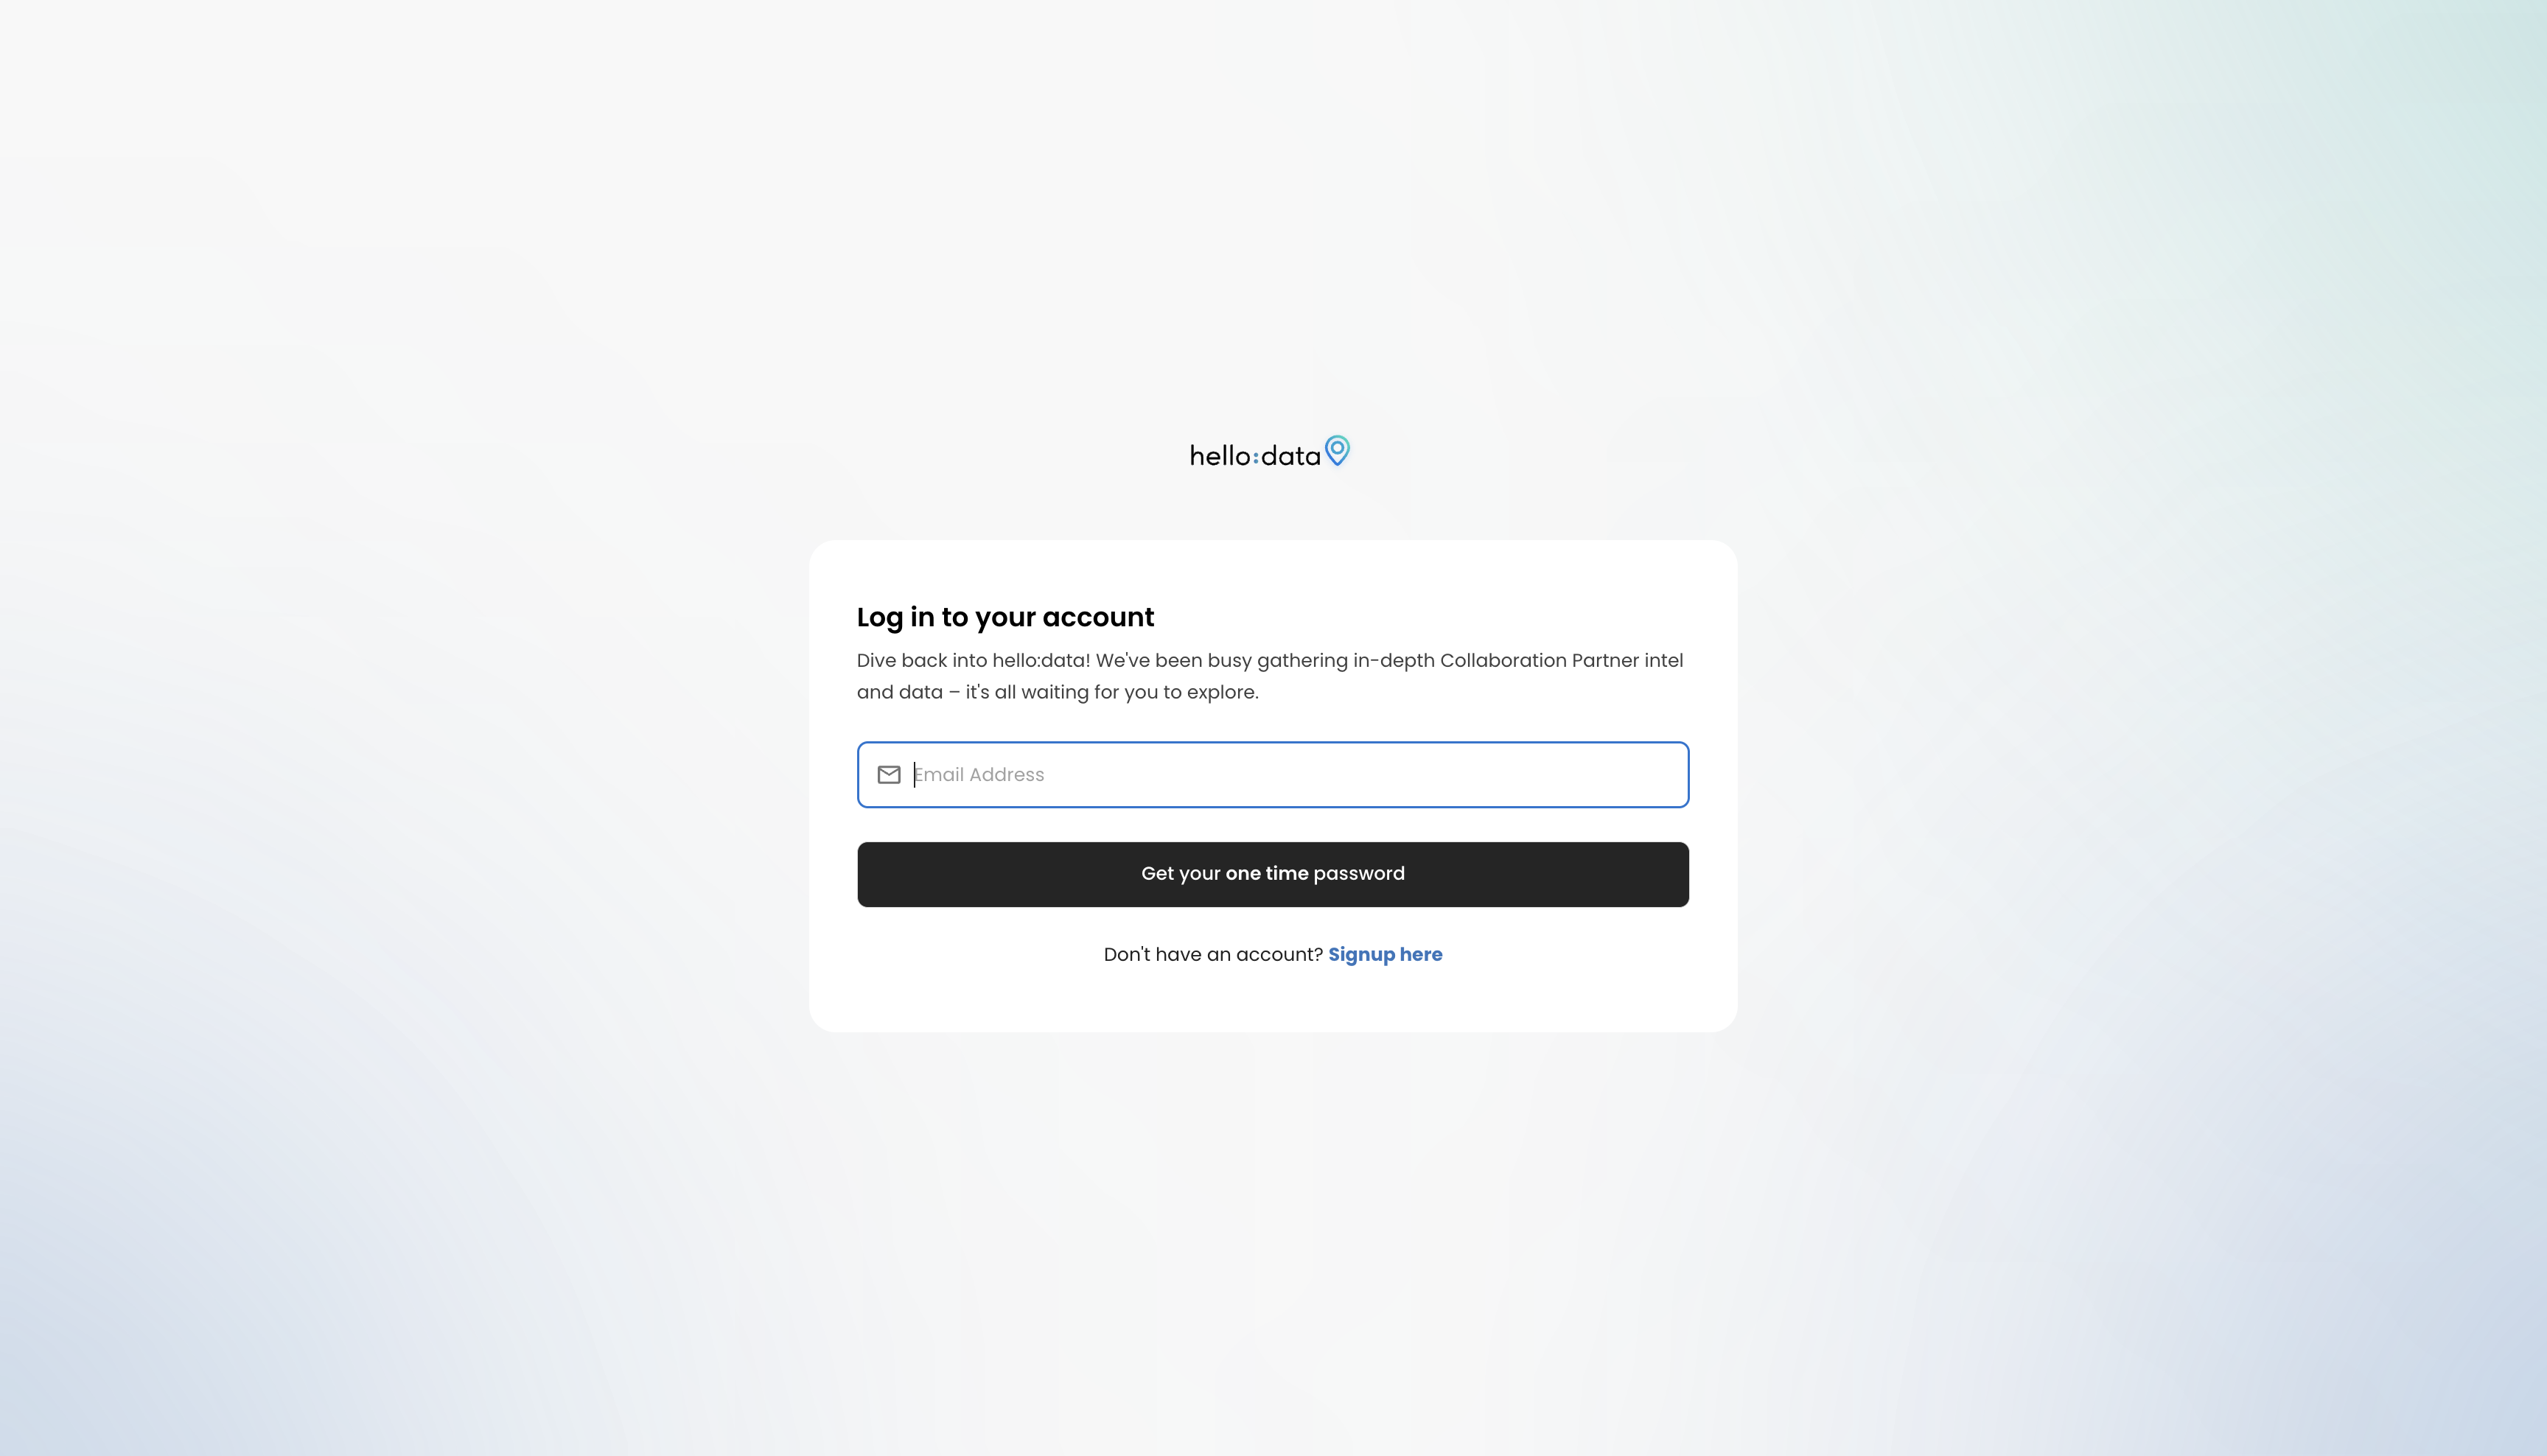 hello:data
Log in to your account
Dive back into hello:data! We've been busy gathering in-depth Collaboration Partner intel
and data – it's all waiting for you to explore.
Email Address
Get your one time password
Don't have an account? Signup here